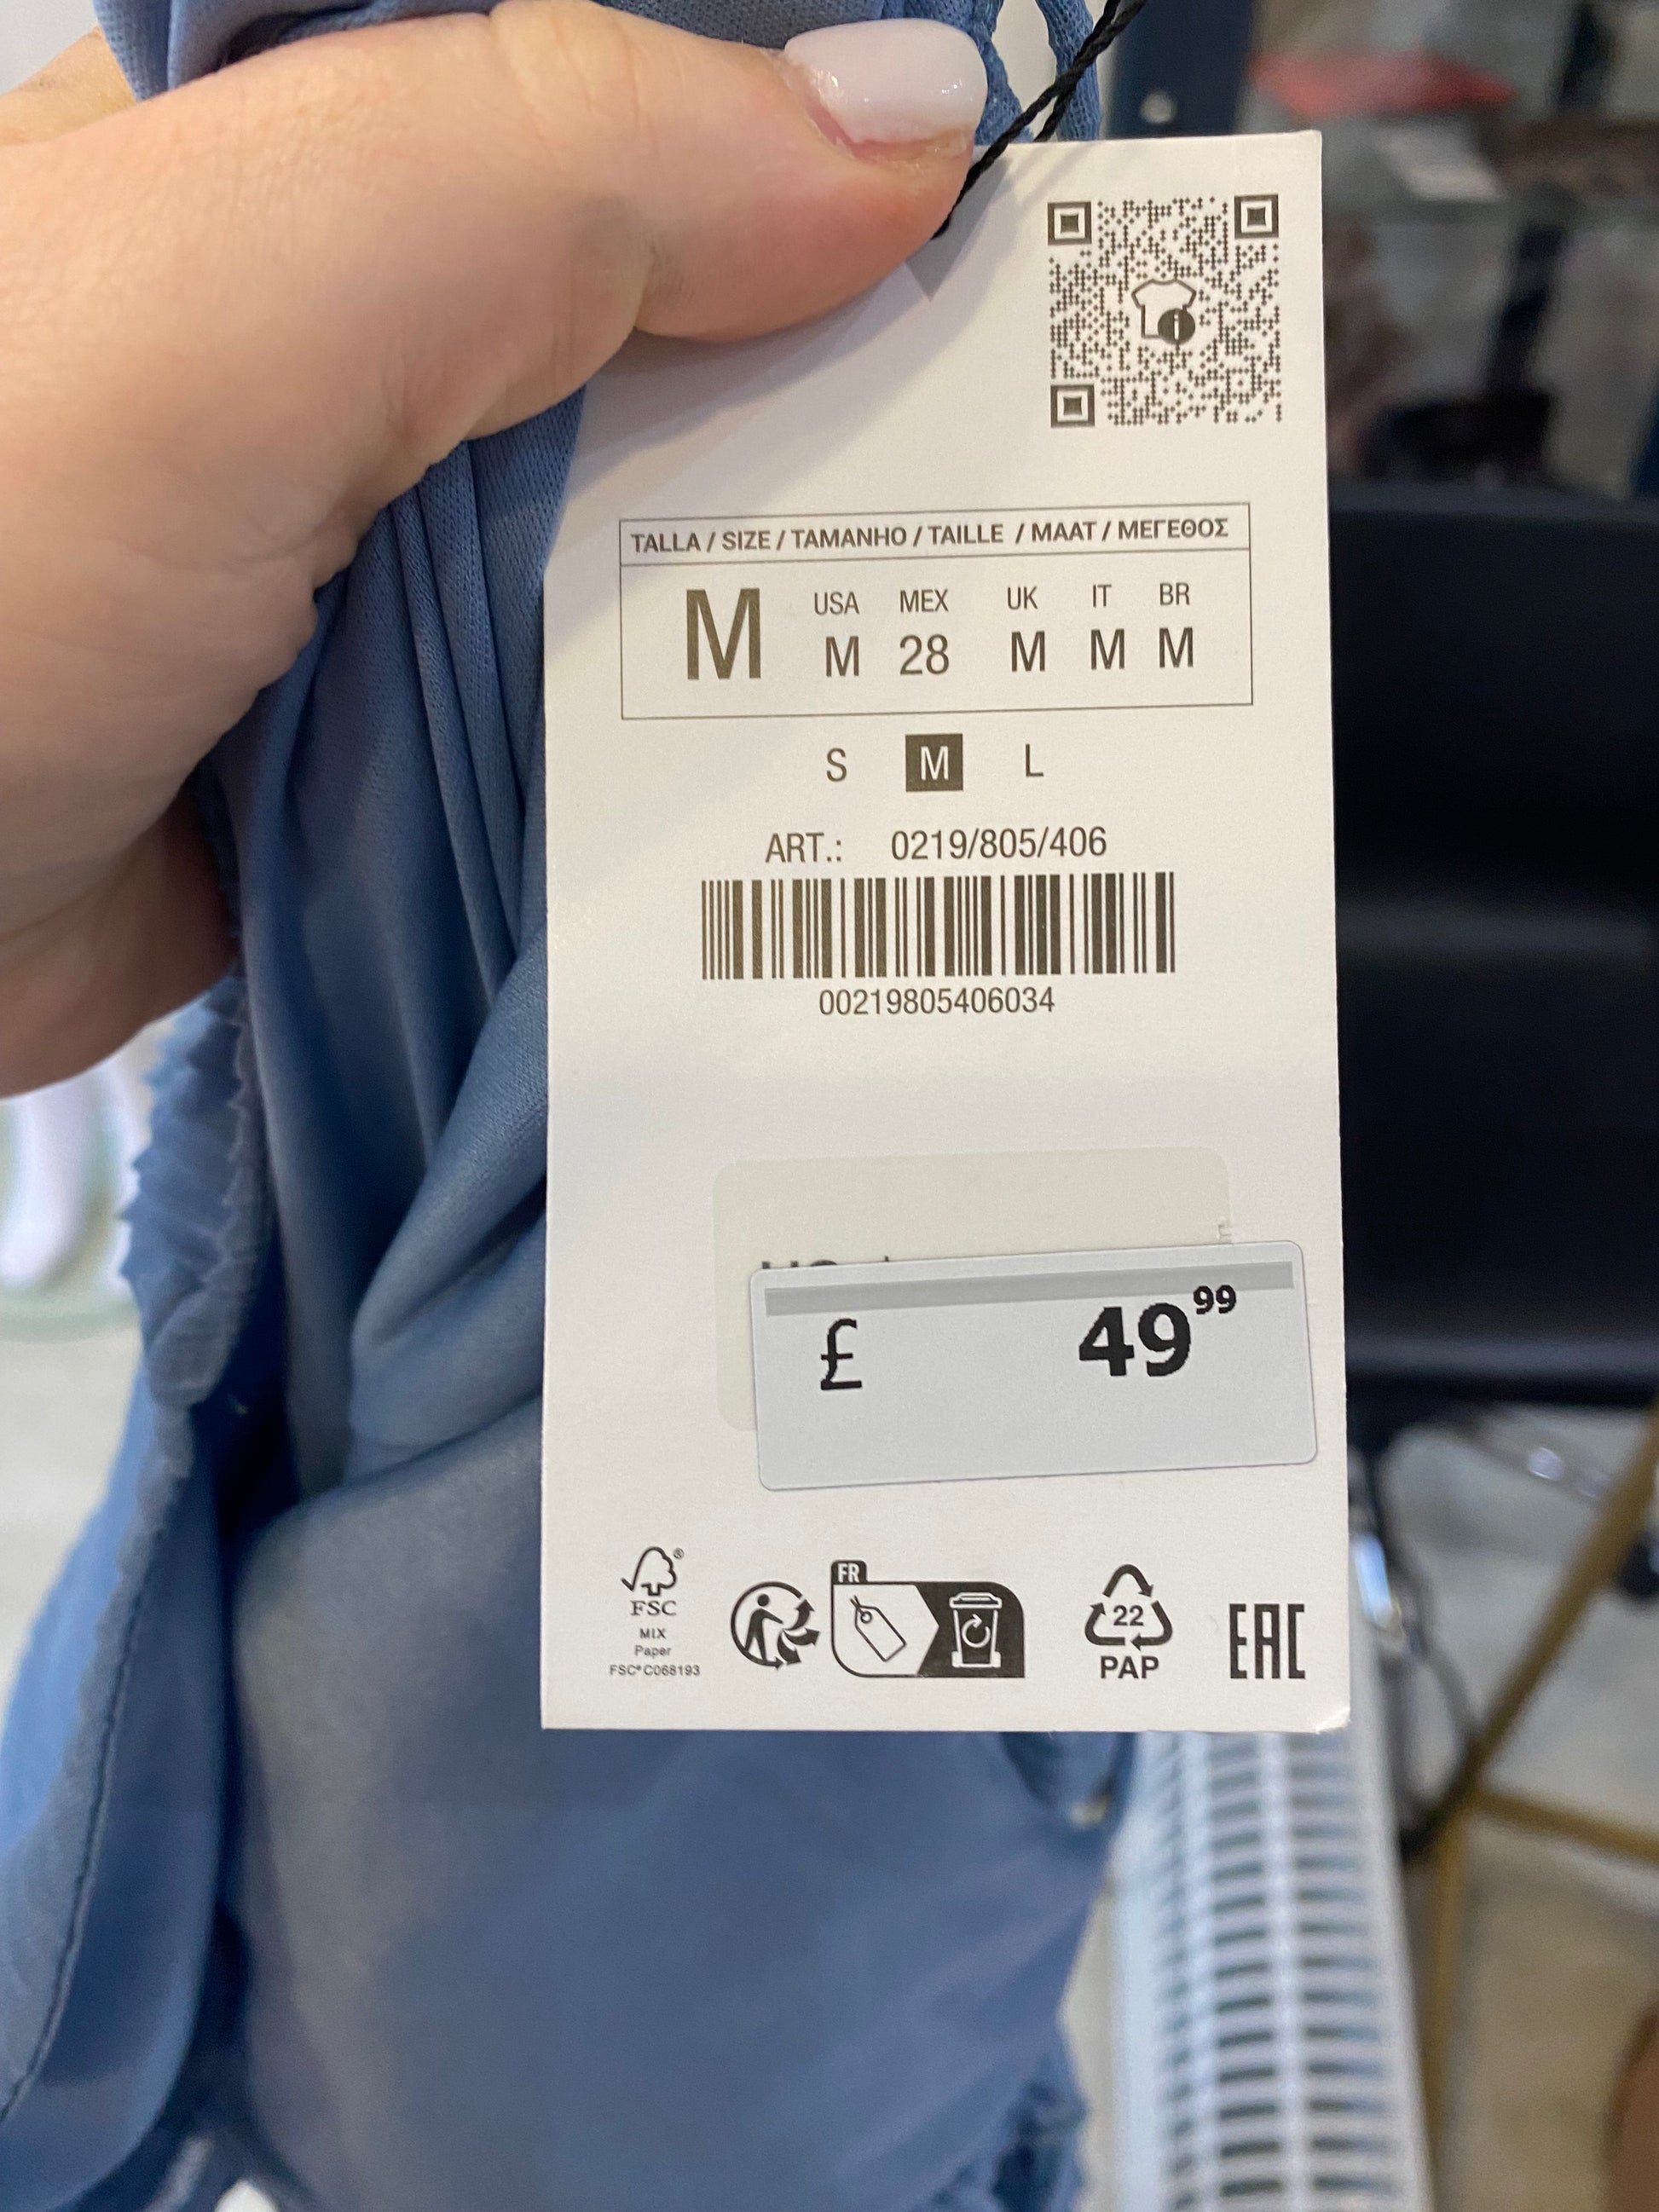 TALLA / SIZE / TAMANHO / TAILLE / MAAT / ΜΕΓΕΘΟΣ
M USA MEX UK IT BR
M 28 M M M
S M L
ART.: 0219/805/406
00219805406034
£ 49 99
FSC®
MIX
Paper
FSC® C068193
FR
22
PAP
EAC